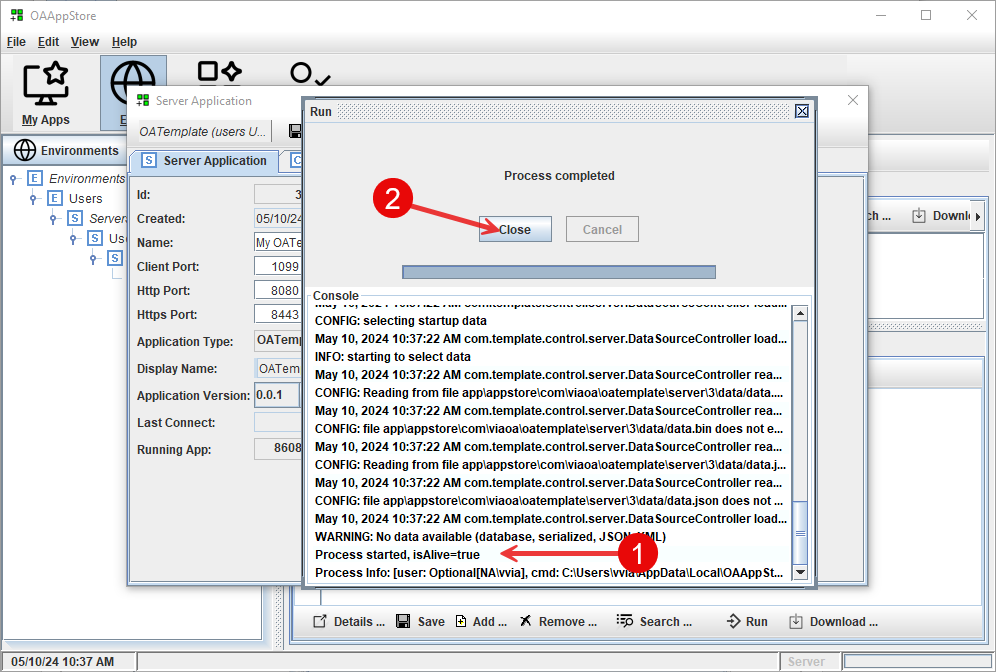 OAAppStore
File Edit View Help
My Apps
E
Server Application
OATemplate (users U...
Server Application
C
Environments
Environments
Users
Servers
Id: 3
Created: 05/10/24
Name: My OATe
Client Port: 1099
Http Port: 8080
Https Port: 8443
Application Type: OATemp
Display Name: OATem
Application Version: 0.0.1
Last Connect:
Running App: 8608
Run
Process completed
2
Close Cancel
Console
CONFIG: selecting startup data
May 10, 2024 10:37:22 AM com.template.control.server.DataSourceController load...
INFO: starting to select data
May 10, 2024 10:37:22 AM com.template.control.server.DataSourceController rea...
CONFIG: Reading from file app\appstore\com\viaoa\oatemplate\server\3\data/data....
May 10, 2024 10:37:22 AM com.template.control.server.DataSourceController rea...
CONFIG: file app\appstore\com\viaoa\oatemplate\server\3\data/data.bin does not e...
May 10, 2024 10:37:22 AM com.template.control.server.DataSourceController rea...
CONFIG: Reading from file app\appstore\com\viaoa\oatemplate\server\3\data/data.j...
May 10, 2024 10:37:22 AM com.template.control.server.DataSourceController rea...
CONFIG: file app\appstore\com\viaoa\oatemplate\server\3\data/data.json does not ...
May 10, 2024 10:37:22 AM com.template.control.server.DataSourceController load...
WARNING: No data available (database, serialized, JSON, XML)
Process started, isAlive=true
1
Process Info: [user: Optional[NA\vvia], cmd: C:\Users\vvia\AppData\Local\OAAppSt...
ch ... Downl
Details ... Save Add ... Remove ... Search ... Run Download ...
05/10/24 10:37 AM
Server